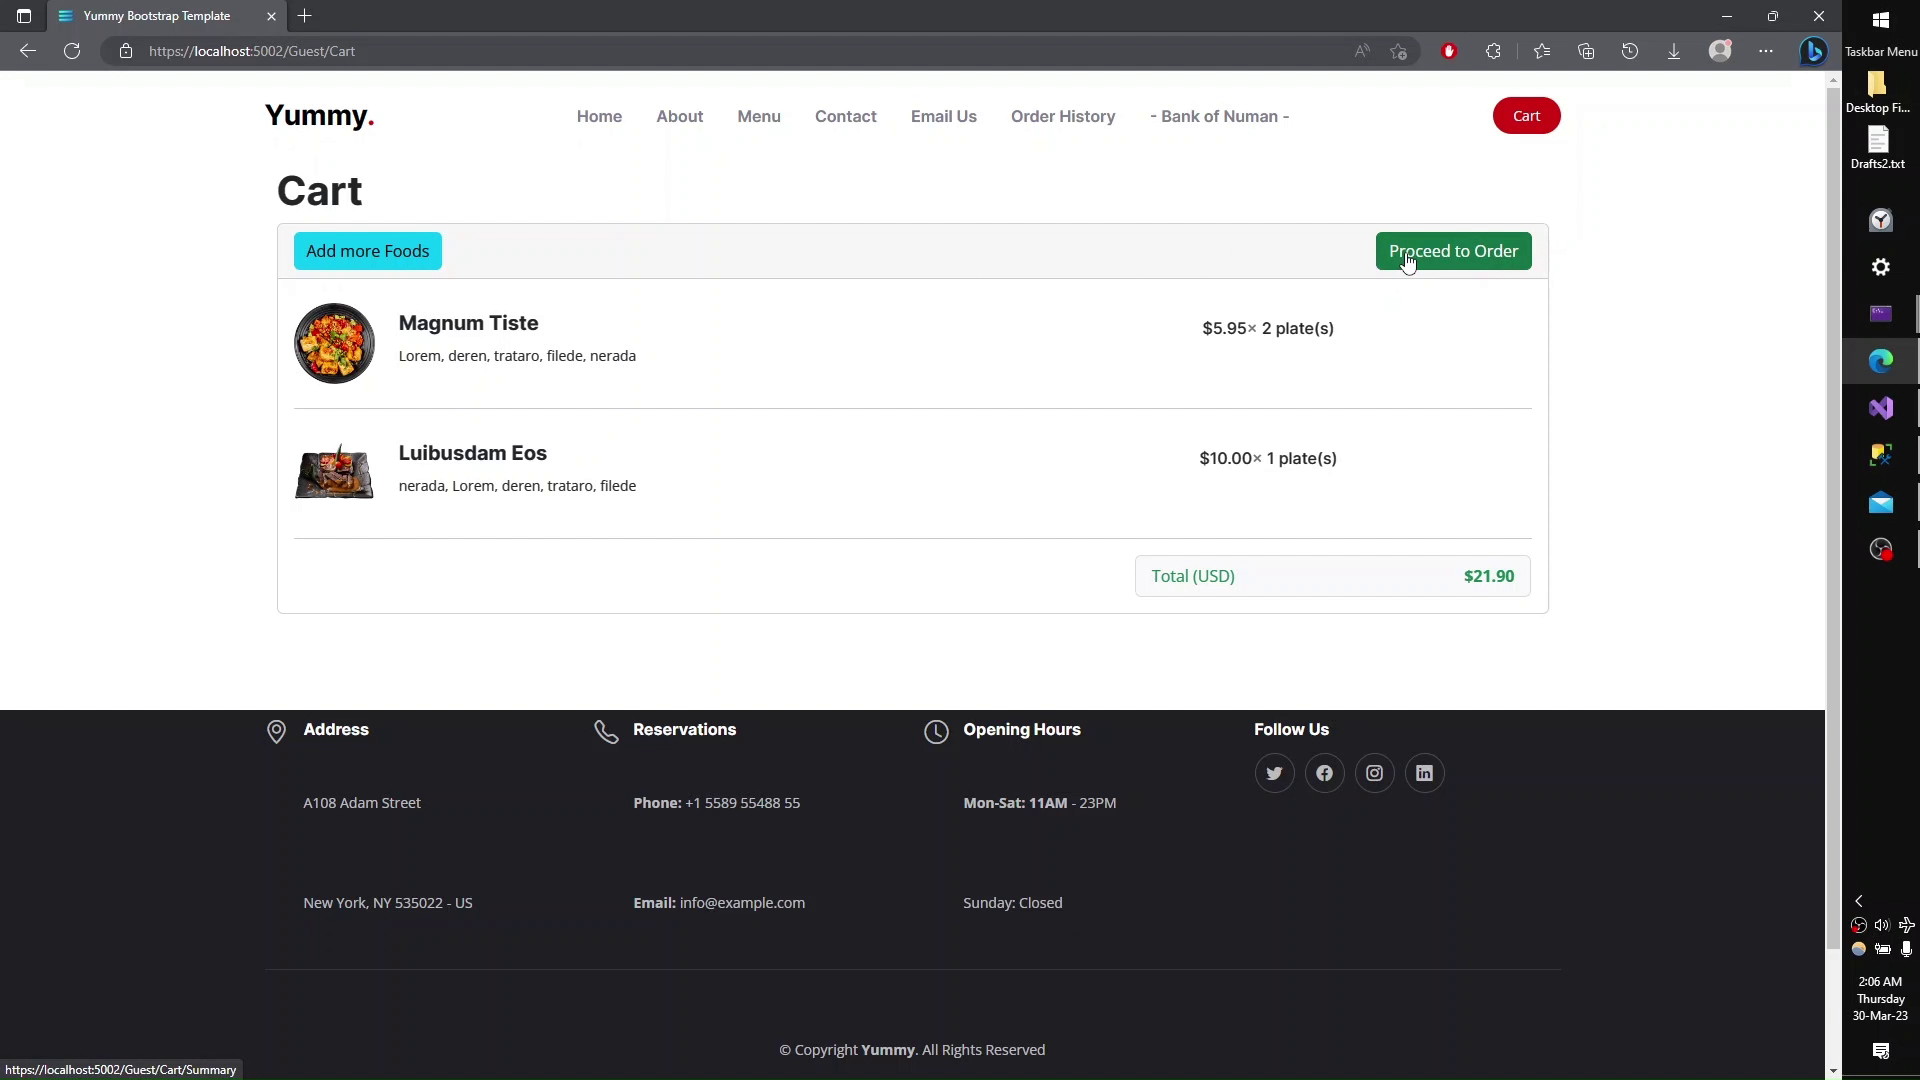 Yummy Bootstrap Template
https://localhost:5002/Guest/Cart
Taskbar Menu
Desktop Fi...
Drafts2.txt
Yummy.
Home
About
Menu
Contact
Email Us
Order History
- Bank of Numan -
Cart
Cart
Add more Foods
Proceed to Order
Magnum Tiste
Lorem, deren, trataro, filede, nerada
$5.95× 2 plate(s)
Luibusdam Eos
nerada, Lorem, deren, trataro, filede
$10.00× 1 plate(s)
Total (USD)
$21.90
Address
Reservations
Opening Hours
Follow Us
A108 Adam Street
Phone: +1 5589 55488 55
Mon-Sat: 11AM - 23PM
New York, NY 535022 - US
Email: info@example.com
Sunday: Closed
© Copyright Yummy. All Rights Reserved
https://localhost:5002/Guest/Cart/Summary
2:06 AM
Thursday
30-Mar-23